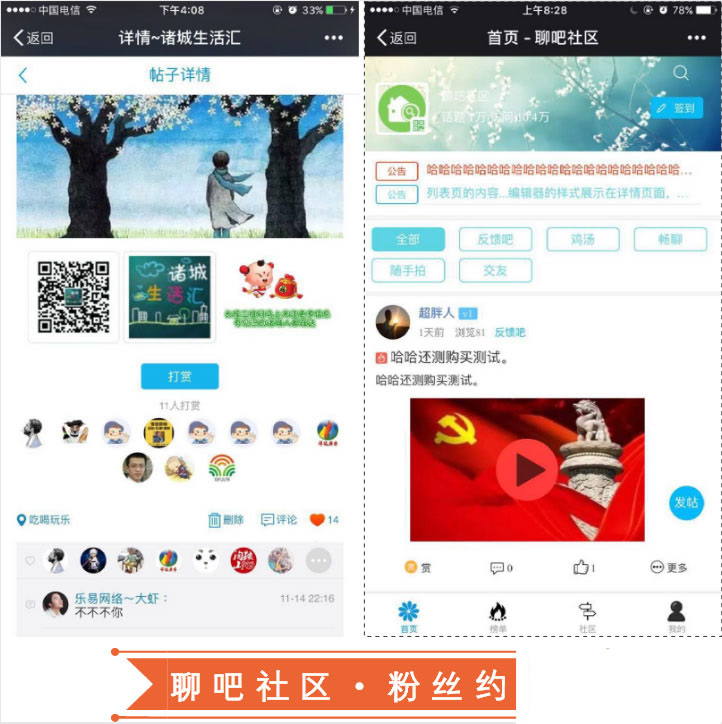 中国电信 下午4:08 33%
返回 详情~诸城生活汇
帖子详情
诸城
生活汇
打赏
11人打赏
吃喝玩乐 删除 评论 14
乐易网络～大虾： 11-14 22:16
不不不你
中国电信 上午8:28 78%
返回 首页 - 聊吧社区
聊吧社区
签到
公告 哈哈哈哈哈哈哈哈哈哈哈哈哈哈哈哈哈哈哈哈哈...
公告 列表页的内容...编辑器的样式展示在详情页面，...
全部 反馈吧 鸡汤 畅聊
随手拍 交友
超胖人 v1
1天前 浏览81 反馈吧
哈哈还测购买测试。
哈哈还测购买测试。
发帖
赏 0 1 更多
首页 榜单 社区 我的
聊吧社区·粉丝约